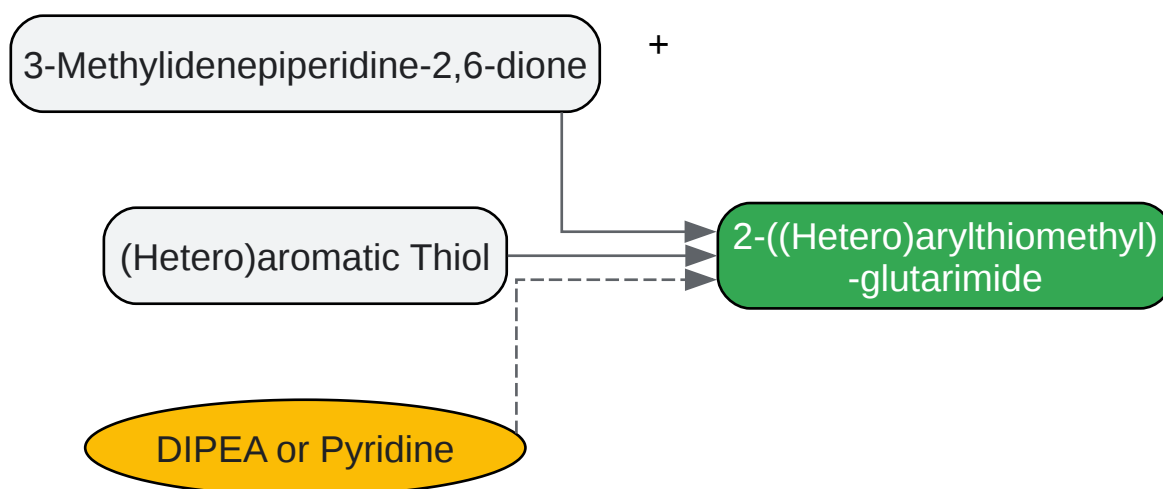 3-Methylidenepiperidine-2,6-dione
+
(Hetero)aromatic Thiol
2-((Hetero)arylthiomethyl)
-glutarimide
DIPEA or Pyridine